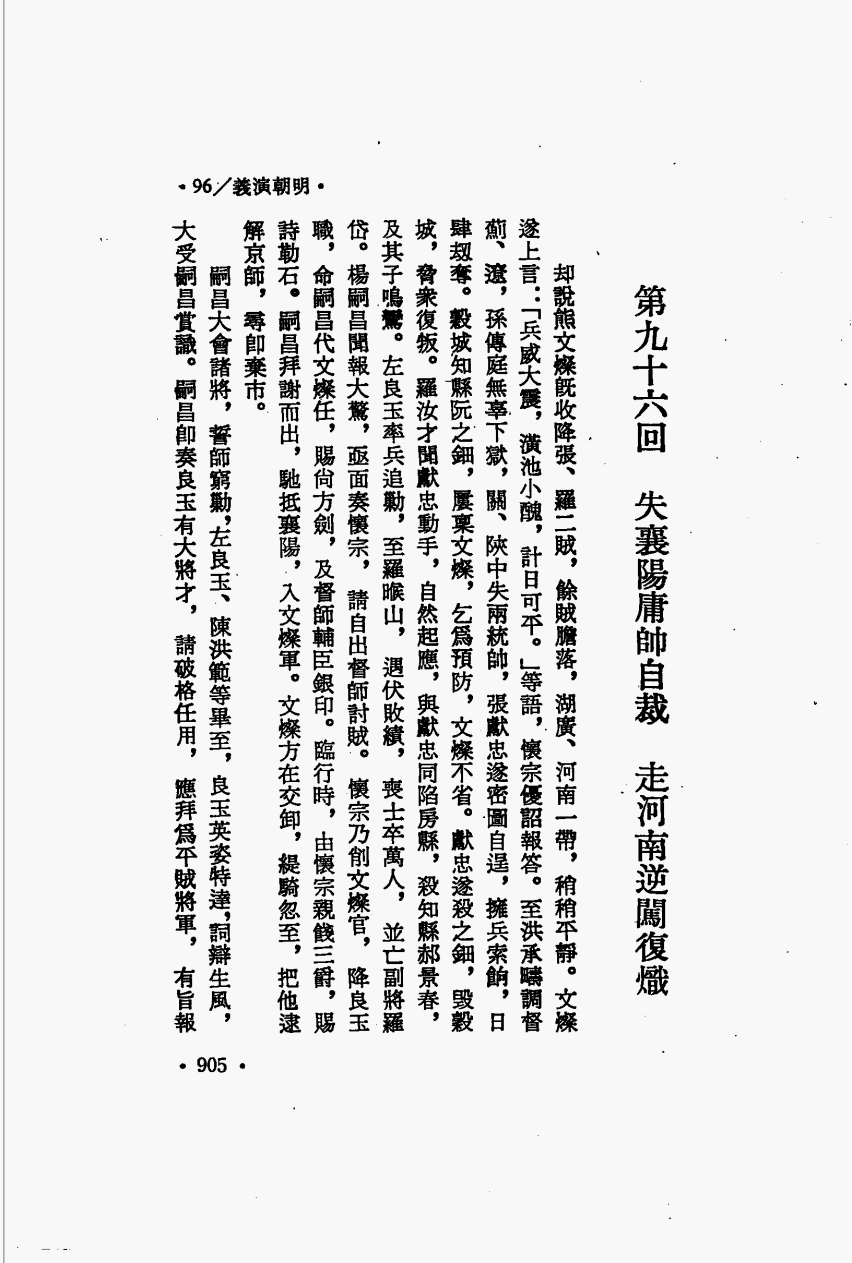 ·96／義演朝明·
第九十六回　失襄陽庸帥自裁　走河南逆闖復熾
却說熊文燦旣收降張、羅二賊，餘賊膽落，湖廣、河南一帶，稍稍平靜。文燦
遂上言：「兵威大震，潢池小醜，計日可平。」等語，懷宗優詔報答。至洪承疇調督
薊、遼，孫傳庭無辜下獄，關、陝中失兩統帥，張獻忠遂密圖自逞，擁兵索餉，日
肆刼奪。穀城知縣阮之鈿，屢稟文燦，乞爲預防，文燦不省。獻忠遂殺之鈿，毀穀
城，脅衆復叛。羅汝才聞獻忠動手，自然起應，與獻忠同陷房縣，殺知縣郝景春，
及其子鳴鸞。左良玉率兵追勦，至羅㬋山，遇伏敗績，喪士卒萬人，並亡副將羅
岱。楊嗣昌聞報大驚，亟面奏懷宗，請自出督師討賊。懷宗乃削文燦官，降良玉
職，命嗣昌代文燦任，賜尙方劍，及督師輔臣銀印。臨行時，由懷宗親餞三爵，賜
詩勒石。嗣昌拜謝而出，馳抵襄陽，入文燦軍。文燦方在交卸，緹騎忽至，把他逮
解京師，尋卽棄市。
嗣昌大會諸將，誓師窮勦，左良玉、陳洪範等畢至，良玉英姿特達，詞辯生風，
大受嗣昌賞識。嗣昌卽奏良玉有大將才，請破格任用，應拜爲平賊將軍，有旨報
·905·